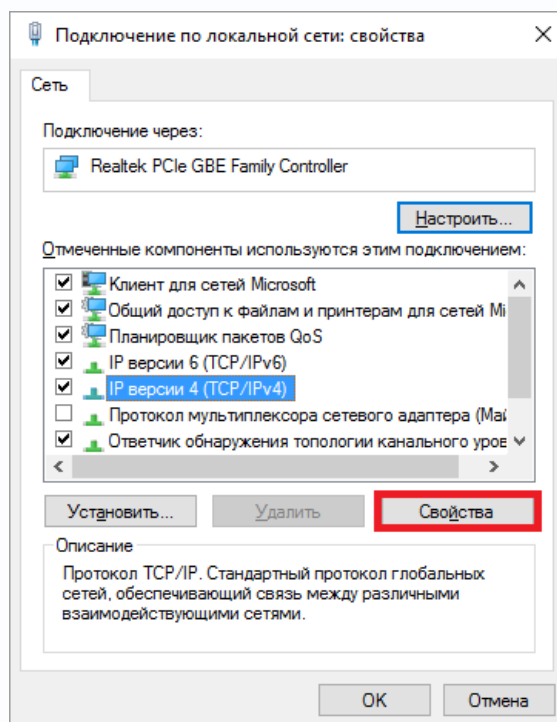 Подключение по локальной сети: свойства
Сеть
Подключение через:
Realtek PCIe GBE Family Controller
Настроить...
Отмеченные компоненты используются этим подключением:
Клиент для сетей Microsoft
Общий доступ к файлам и принтерам для сетей Mi
Планировщик пакетов QoS
IP версии 6 (TCP/IPv6)
IP версии 4 (TCP/IPv4)
Протокол мультиплексора сетевого адаптера (Май
Ответчик обнаружения топологии канального уров
Установить...
Удалить
Свойства
Описание
Протокол TCP/IP. Стандартный протокол глобальных
сетей, обеспечивающий связь между различными
взаимодействующими сетями.
OK
Отмена